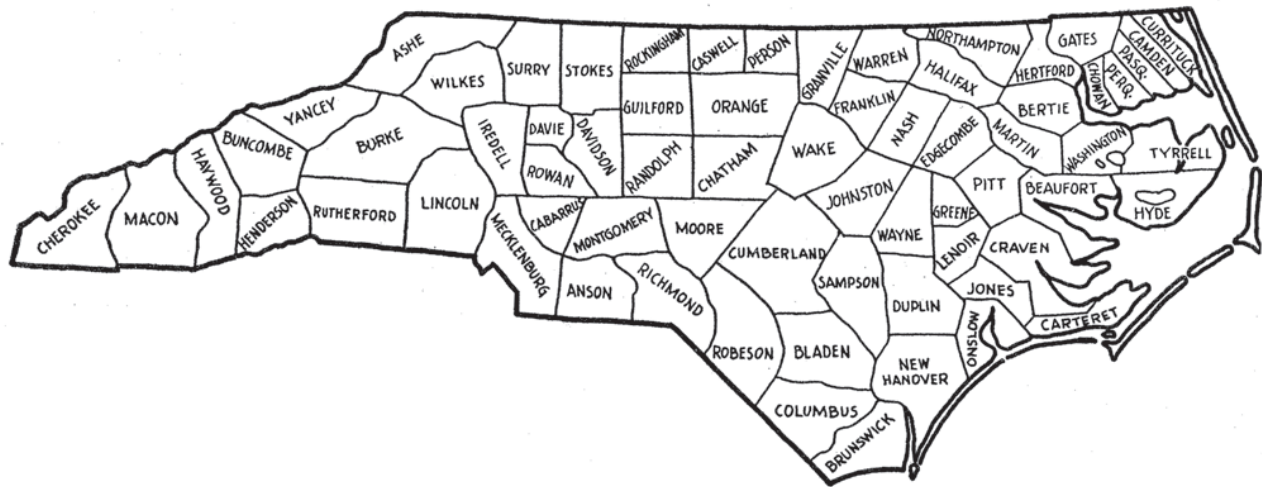 ASHE
WILKES
SURRY
STOKES
ROCKINGHAM
CASWELL
PERSON
GRANVILLE
WARREN
NORTHAMPTON
GATES
CURRITUCK
CAMDEN
PASQ.
PERQ.
CHOWAN
HERTFORD
HALIFAX
BERTIE
YANCEY
BURKE
IREDELL
DAVIE
DAVIDSON
GUILFORD
ORANGE
FRANKLIN
NASH
EDGECOMBE
MARTIN
WASHINGTON
TYRRELL
BUNCOMBE
HAYWOOD
ROWAN
RANDOLPH
CHATHAM
WAKE
JOHNSTON
PITT
BEAUFORT
HYDE
CHEROKEE
MACON
HENDERSON
RUTHERFORD
LINCOLN
MECKLENBURG
CABARRUS
MONTGOMERY
MOORE
CUMBERLAND
WAYNE
GREENE
LENOIR
CRAVEN
ANSON
RICHMOND
SAMPSON
DUPLIN
JONES
CARTERET
ONSLOW
ROBESON
BLADEN
NEW
HANOVER
COLUMBUS
BRUNSWICK